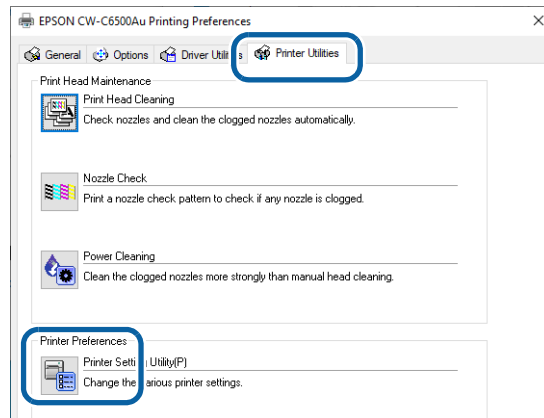 EPSON CW-C6500Au Printing Preferences
General Options Driver Utilities Printer Utilities
Print Head Maintenance
Print Head Cleaning
Check nozzles and clean the clogged nozzles automatically.
Nozzle Check
Print a nozzle check pattern to check if any nozzle is clogged.
Power Cleaning
Clean the clogged nozzles more strongly than manual head cleaning.
Printer Preferences
Printer Setting Utility(P)
Change the various printer settings.